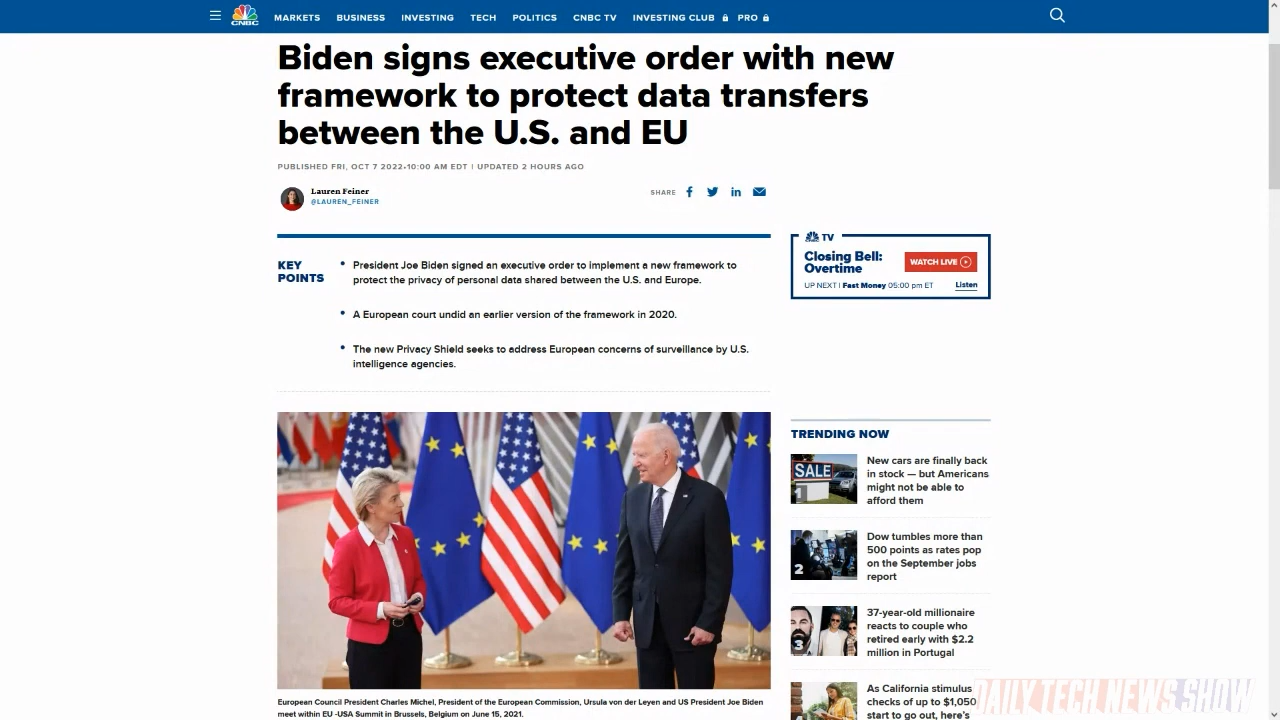 CNBC
MARKETS BUSINESS INVESTING TECH POLITICS CNBC TV INVESTING CLUB PRO
Biden signs executive order with new
framework to protect data transfers
between the U.S. and EU
PUBLISHED FRI, OCT 7 2022•10:00 AM EDT | UPDATED 2 HOURS AGO
Lauren Feiner
@LAUREN_FEINER
SHARE
KEY
POINTS
• President Joe Biden signed an executive order to implement a new framework to
protect the privacy of personal data shared between the U.S. and Europe.
• A European court undid an earlier version of the framework in 2020.
• The new Privacy Shield seeks to address European concerns of surveillance by U.S.
intelligence agencies.
European Council President Charles Michel, President of the European Commission, Ursula von der Leyen and US President Joe Biden
meet within EU -USA Summit in Brussels, Belgium on June 15, 2021.
TV
Closing Bell:
Overtime
WATCH LIVE
UP NEXT | Fast Money 05:00 pm ET
Listen
TRENDING NOW
SALE
1
New cars are finally back
in stock — but Americans
might not be able to
afford them
2
Dow tumbles more than
500 points as rates pop
on the September jobs
report
3
37-year-old millionaire
reacts to couple who
retired early with $2.2
million in Portugal
As California stimulus
checks of up to $1,050
start to go out, here's
DAILY TECH NEWS SHOW